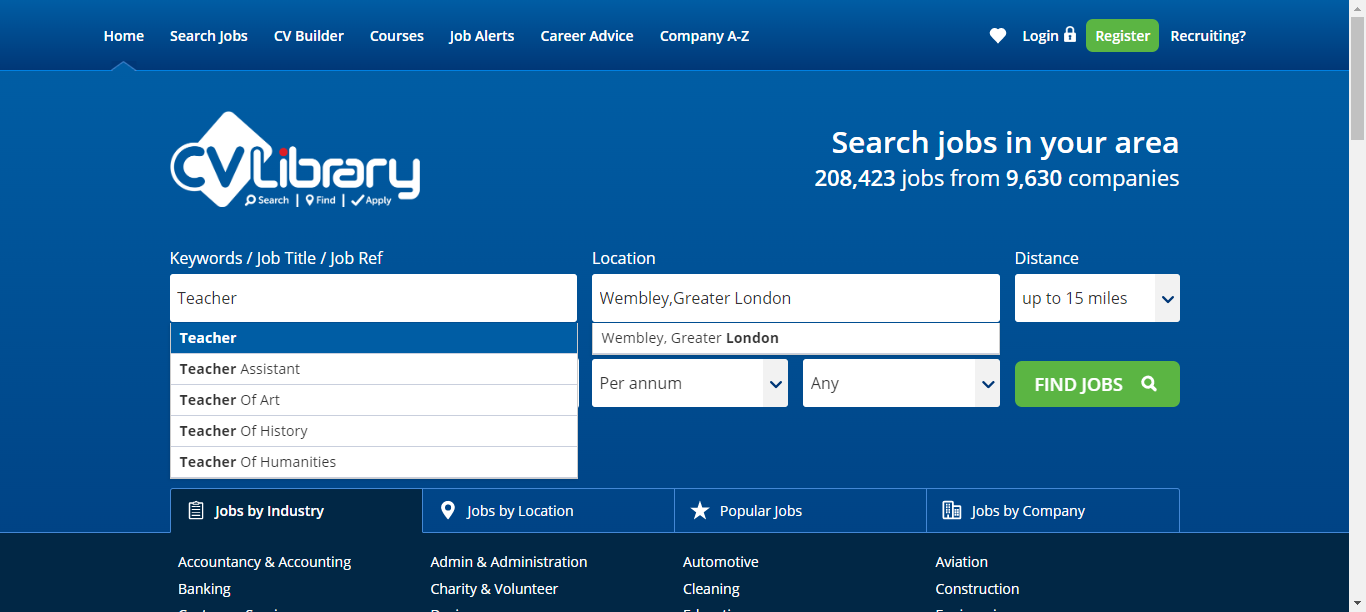 Home Search Jobs CV Builder Courses Job Alerts Career Advice Company A-Z Login Register Recruiting?
CVLibrary
Search | Find | Apply
Search jobs in your area
208,423 jobs from 9,630 companies
Keywords / Job Title / Job Ref Location Distance
Teacher Wembley,Greater London up to 15 miles
Teacher Wembley, Greater London
Teacher Assistant
Per annum Any FIND JOBS
Teacher Of Art
Teacher Of History
Teacher Of Humanities
Jobs by Industry Jobs by Location Popular Jobs Jobs by Company
Accountancy & Accounting Admin & Administration Automotive Aviation
Banking Charity & Volunteer Cleaning Construction